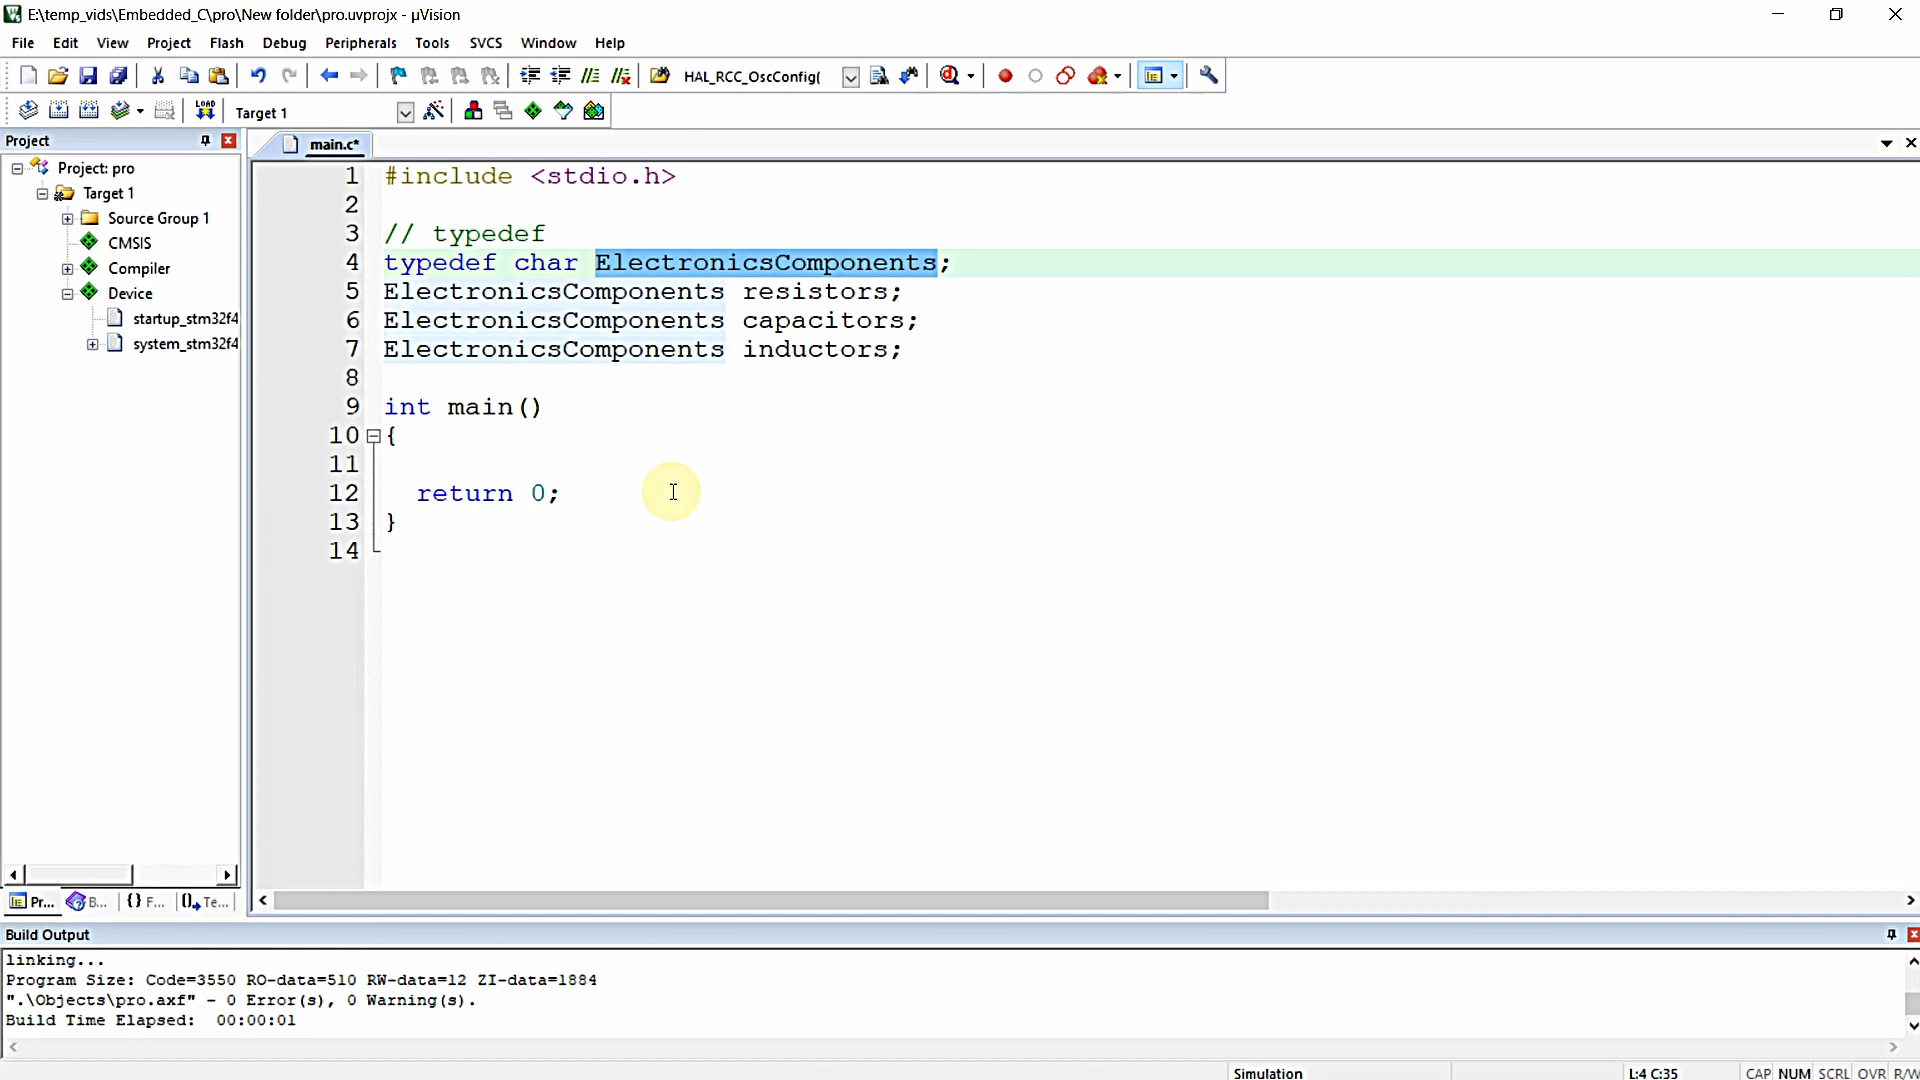 E:\temp_vids\Embedded_C\pro\New folder\pro.uvprojx - µVision
File Edit View Project Flash Debug Peripherals Tools SVCS Window Help
HAL_RCC_OscConfig(
LOAD Target 1
Project
main.c*
Project: pro
Target 1
Source Group 1
CMSIS
Compiler
Device
startup_stm32f4
system_stm32f4
1 #include <stdio.h>
2
3 // typedef
4 typedef char ElectronicsComponents;
5 ElectronicsComponents resistors;
6 ElectronicsComponents capacitors;
7 ElectronicsComponents inductors;
8
9 int main()
10 {
11
12 return 0;
13 }
14
Pr... B... {} F... Te...
Build Output
linking...
Program Size: Code=3550 RO-data=510 RW-data=12 ZI-data=1884
".\Objects\pro.axf" - 0 Error(s), 0 Warning(s).
Build Time Elapsed: 00:00:01
Simulation L:4 C:35 CAP NUM SCRL OVR R/W